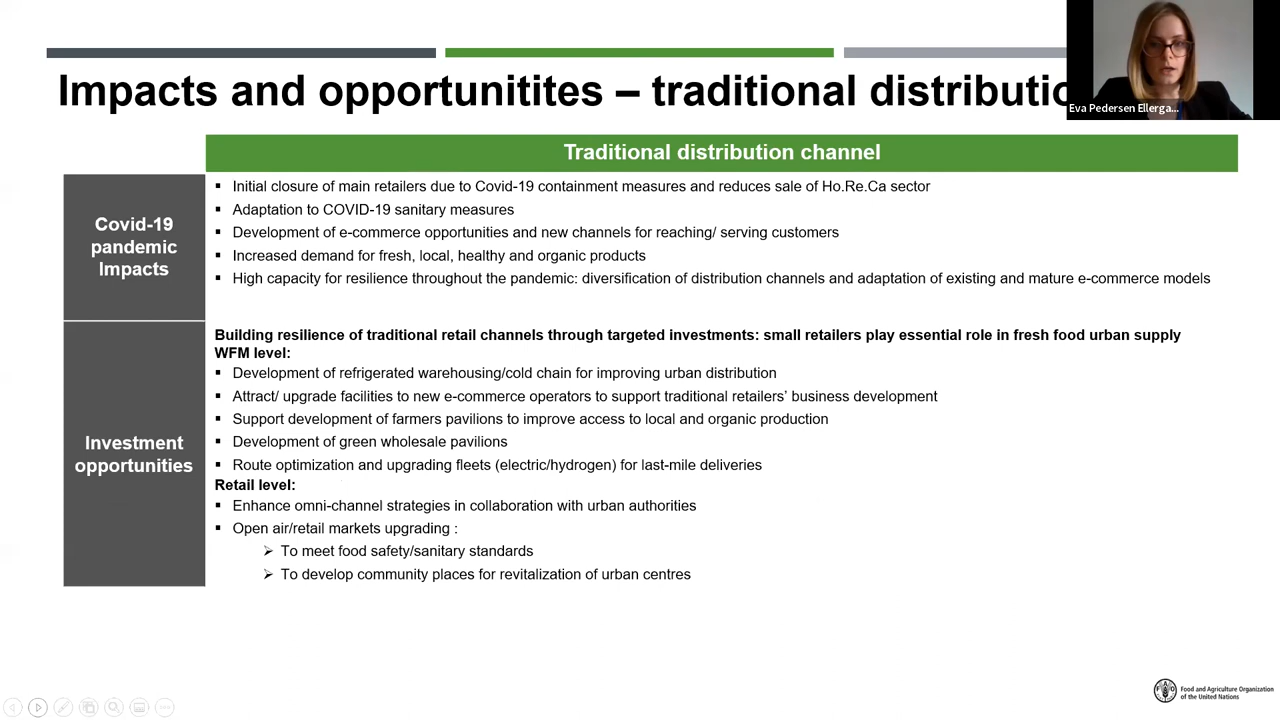 Impacts and opportunitites – traditional distributio
Eva Pedersen Ellerga...
Traditional distribution channel
Covid-19
pandemic
Impacts
▪ Initial closure of main retailers due to Covid-19 containment measures and reduces sale of Ho.Re.Ca sector
▪ Adaptation to COVID-19 sanitary measures
▪ Development of e-commerce opportunities and new channels for reaching/ serving customers
▪ Increased demand for fresh, local, healthy and organic products
▪ High capacity for resilience throughout the pandemic: diversification of distribution channels and adaptation of existing and mature e-commerce models
Investment
opportunities
Building resilience of traditional retail channels through targeted investments: small retailers play essential role in fresh food urban supply
WFM level:
▪ Development of refrigerated warehousing/cold chain for improving urban distribution
▪ Attract/ upgrade facilities to new e-commerce operators to support traditional retailers’ business development
▪ Support development of farmers pavilions to improve access to local and organic production
▪ Development of green wholesale pavilions
▪ Route optimization and upgrading fleets (electric/hydrogen) for last-mile deliveries
Retail level:
▪ Enhance omni-channel strategies in collaboration with urban authorities
▪ Open air/retail markets upgrading :
➢ To meet food safety/sanitary standards
➢ To develop community places for revitalization of urban centres
Food and Agriculture Organization
of the United Nations